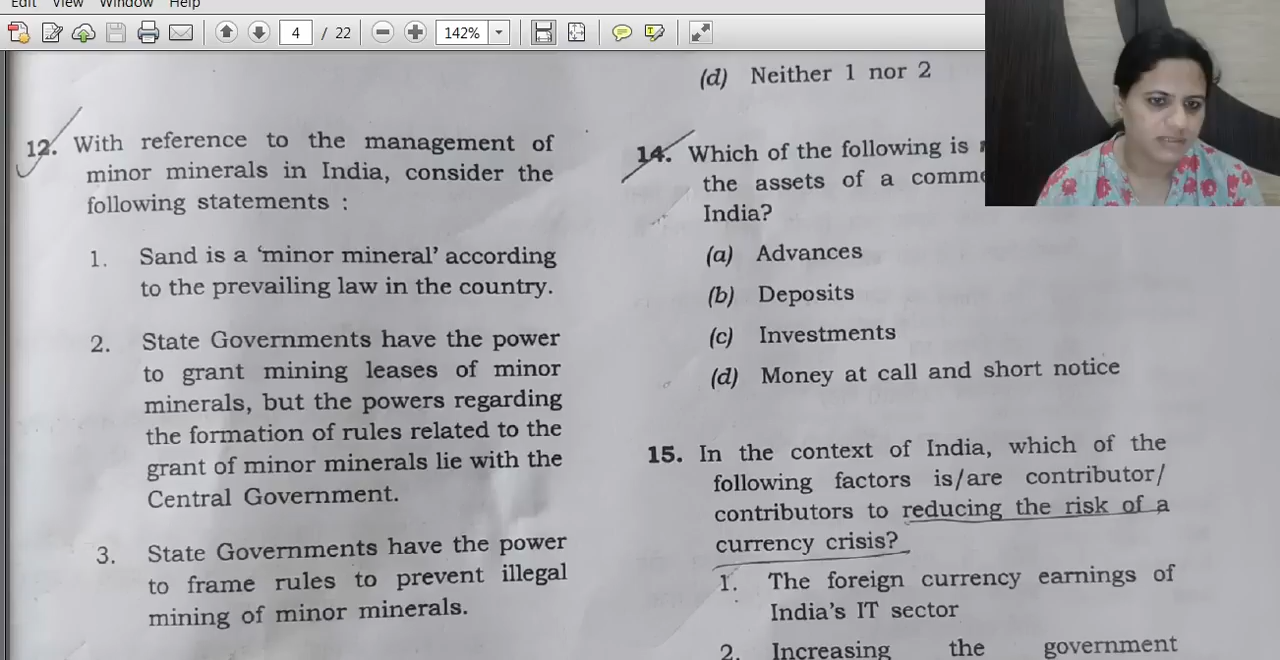 Edit View Window Help
4 / 22 142%
12. With reference to the management of
minor minerals in India, consider the
following statements :
1. Sand is a ‘minor mineral’ according
to the prevailing law in the country.
2. State Governments have the power
to grant mining leases of minor
minerals, but the powers regarding
the formation of rules related to the
grant of minor minerals lie with the
Central Government.
3. State Governments have the power
to frame rules to prevent illegal
mining of minor minerals.
(d) Neither 1 nor 2
14. Which of the following is
the assets of a
India?
(a) Advances
(b) Deposits
(c) Investments
(d) Money at call and short notice
15. In the context of India, which of the
following factors is/are contributor/
contributors to reducing the risk of a
currency crisis?
1. The foreign currency earnings of
India’s IT sector
2. Increasing the government